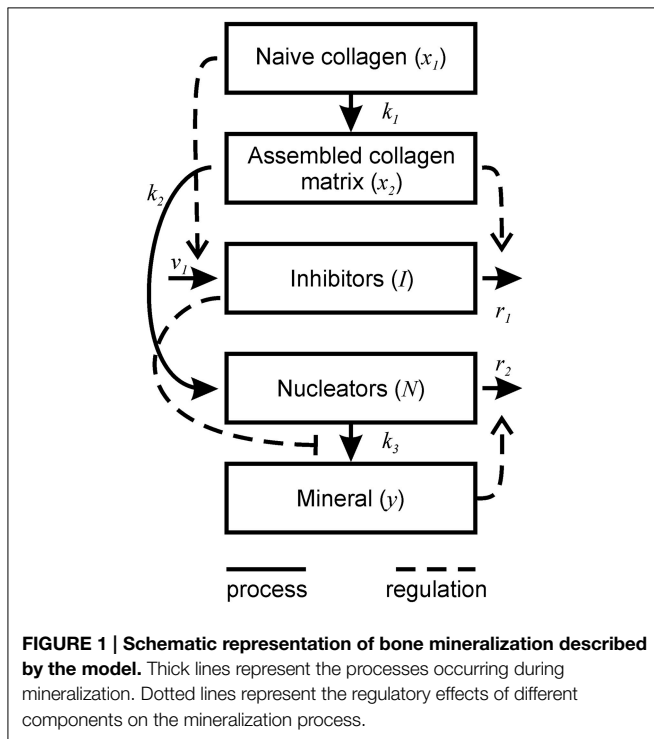 Naive collagen (x1)
k1
Assembled collagen
matrix (x2)
k2
v1
Inhibitors (I)
r1
r2
Nucleators (N)
k3
Mineral (y)
process
regulation
FIGURE 1 | Schematic representation of bone mineralization described
by the model. Thick lines represent the processes occurring during
mineralization. Dotted lines represent the regulatory effects of different
components on the mineralization process.